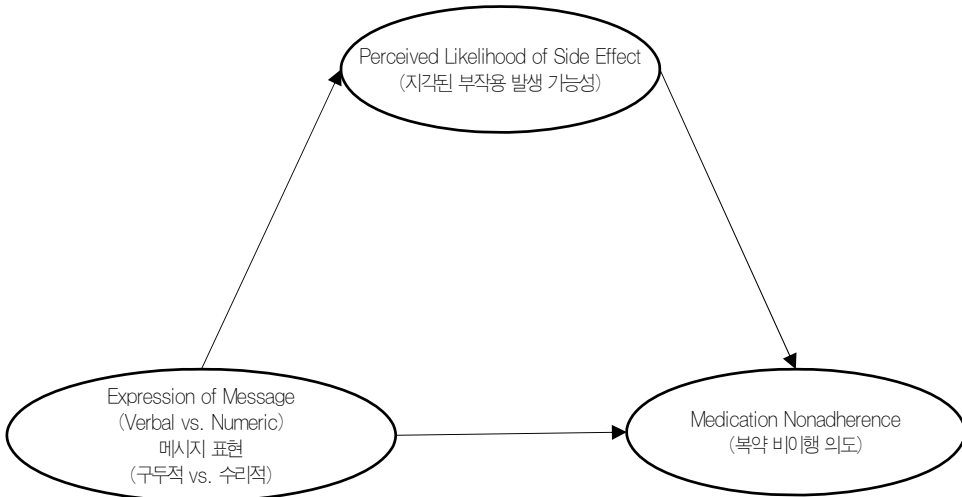 Perceived Likelihood of Side Effect
(지각된 부작용 발생 가능성)
Expression of Message
(Verbal vs. Numeric)
메시지 표현
(구두적 vs. 수리적)
Medication Nonadherence
(복약 비이행 의도)